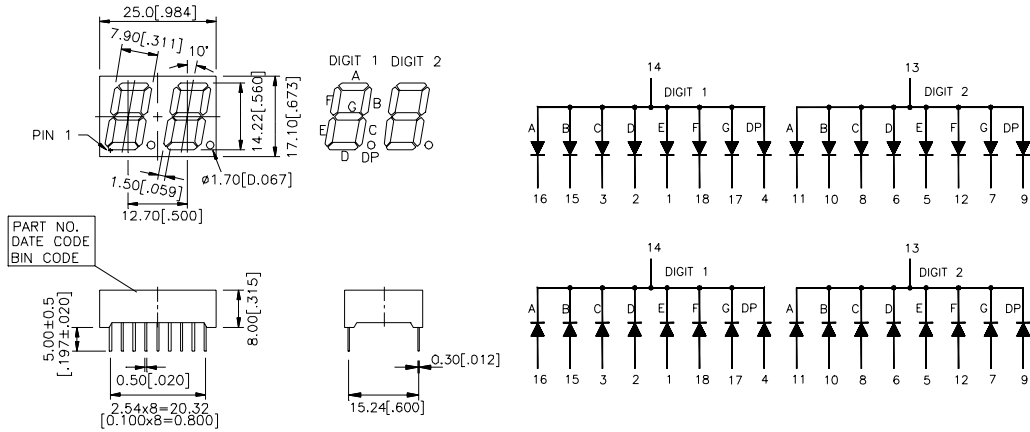 25.0[.984]
7.90[.311]
10°
PIN 1
14.22[.560]
17.10[.673]
1.50[.059]
ø1.70[D.067]
12.70[.500]
DIGIT 1 DIGIT 2
A
F B
G
E C
D DP
PART NO.
DATE CODE
BIN CODE
5.00±0.5
[.197±.020]
8.00[.315]
0.50[.020]
2.54x8=20.32
[0.100x8=0.800]
0.30[.012]
15.24[.600]
14 13
DIGIT 1 DIGIT 2
A B C D E F G DP A B C D E F G DP
16 15 3 2 1 18 17 4 11 10 8 6 5 12 7 9
14 13
DIGIT 1 DIGIT 2
A B C D E F G DP A B C D E F G DP
16 15 3 2 1 18 17 4 11 10 8 6 5 12 7 9